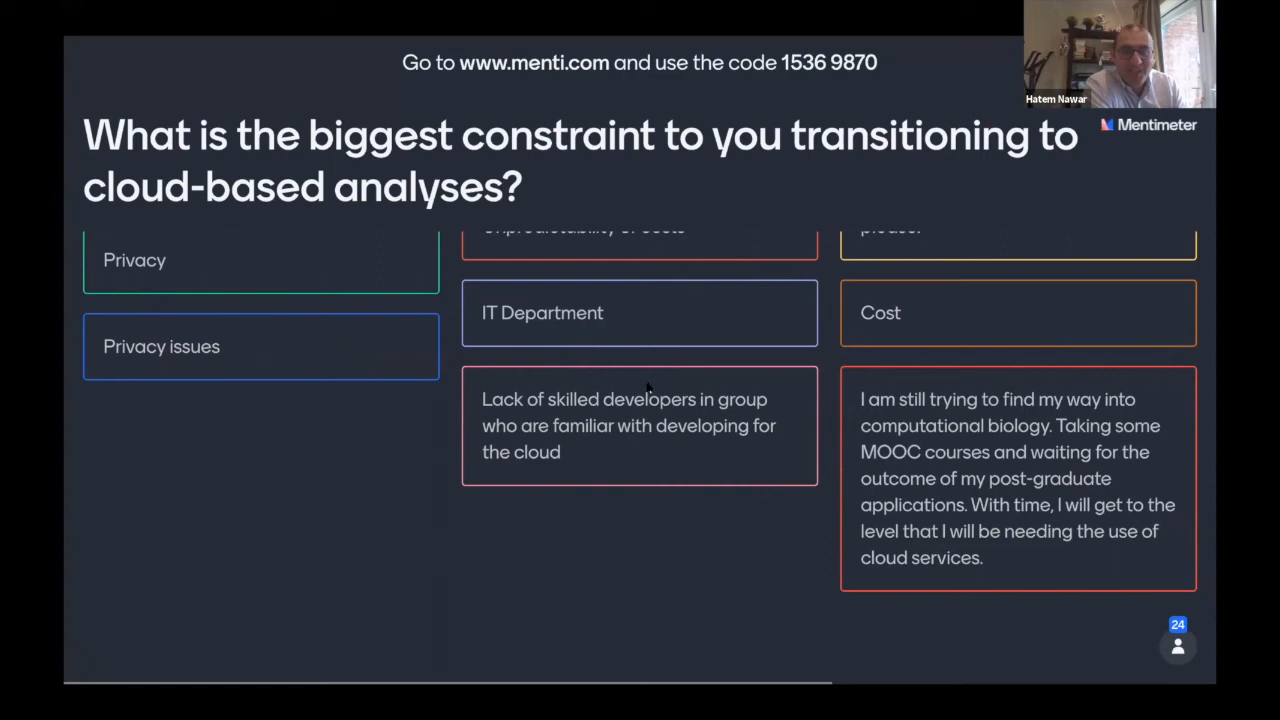 Go to www.menti.com and use the code 1536 9870
Hatem Nawar
Mentimeter
What is the biggest constraint to you transitioning to
cloud-based analyses?
Privacy
Privacy issues
Unpredictability of costs
IT Department
Lack of skilled developers in group
who are familiar with developing for
the cloud
please!
Cost
I am still trying to find my way into
computational biology. Taking some
MOOC courses and waiting for the
outcome of my post-graduate
applications. With time, I will get to the
level that I will be needing the use of
cloud services.
24